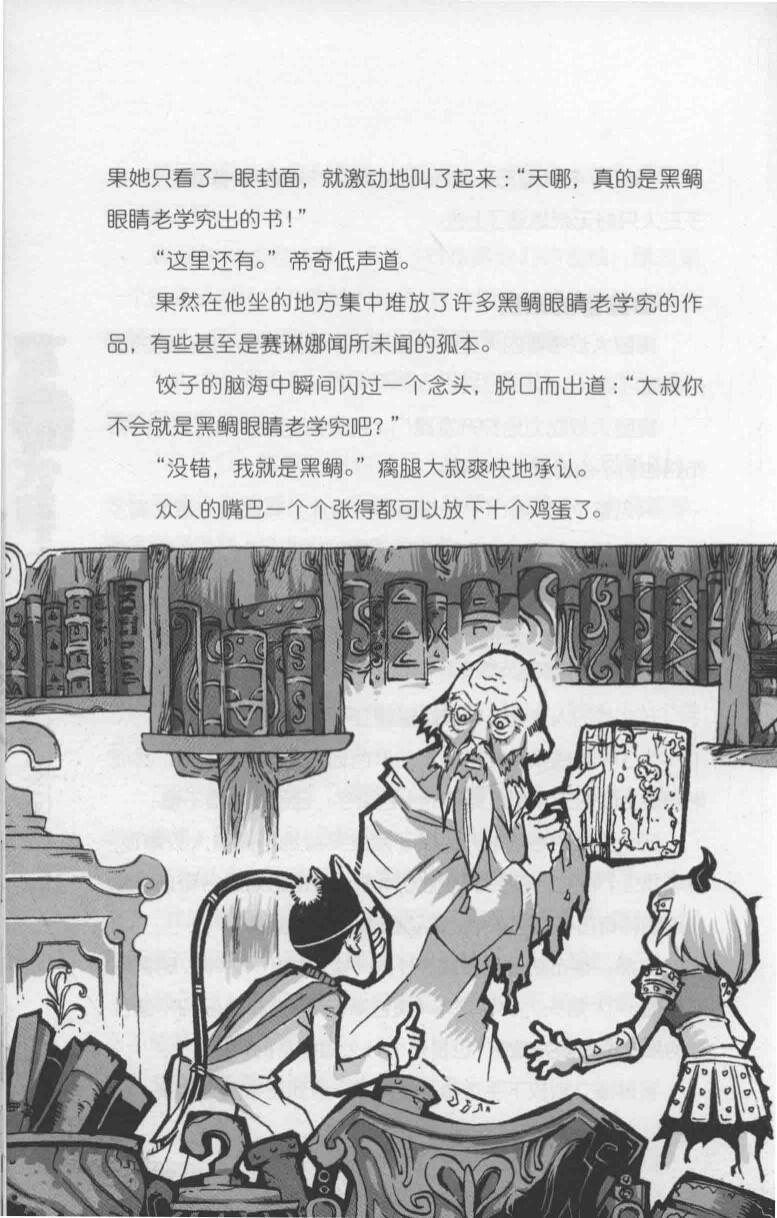 果她只看了一眼封面，就激动地叫了起来：“天哪，真的是黑鲷
眼睛老学究出的书！”
“这里还有。”帝奇低声道。
果然在他坐的地方集中堆放了许多黑鲷眼睛老学究的作
品，有些甚至是赛琳娜闻所未闻的孤本。
饺子的脑海中瞬间闪过一个念头，脱口而出道：“大叔你
不会就是黑鲷眼睛老学究吧？”
“没错，我就是黑鲷。”瘸腿大叔爽快地承认。
众人的嘴巴一个个张得都可以放下十个鸡蛋了。